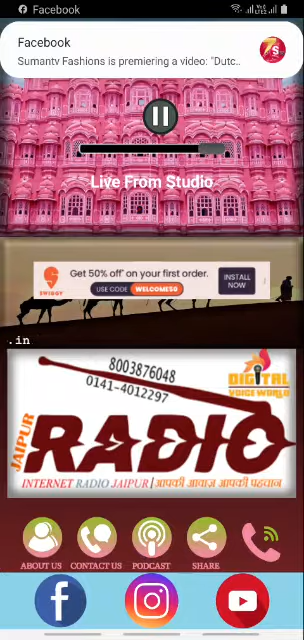 Facebook
Facebook
Sumanty Fashions is premiering a video: "Dutc..
Live From Studio
Get 50% off* on your first order.
SWIGGY
USE CODE WELCOME50
INSTALL NOW
.in
8003876048
0141-4012297
DIGITAL
VOICE WORLD
JAIPUR
RADIO
INTERNET RADIO JAIPUR | आपकी आवाज़ आपकी पहचान
ABOUT US
CONTACT US
PODCAST
SHARE